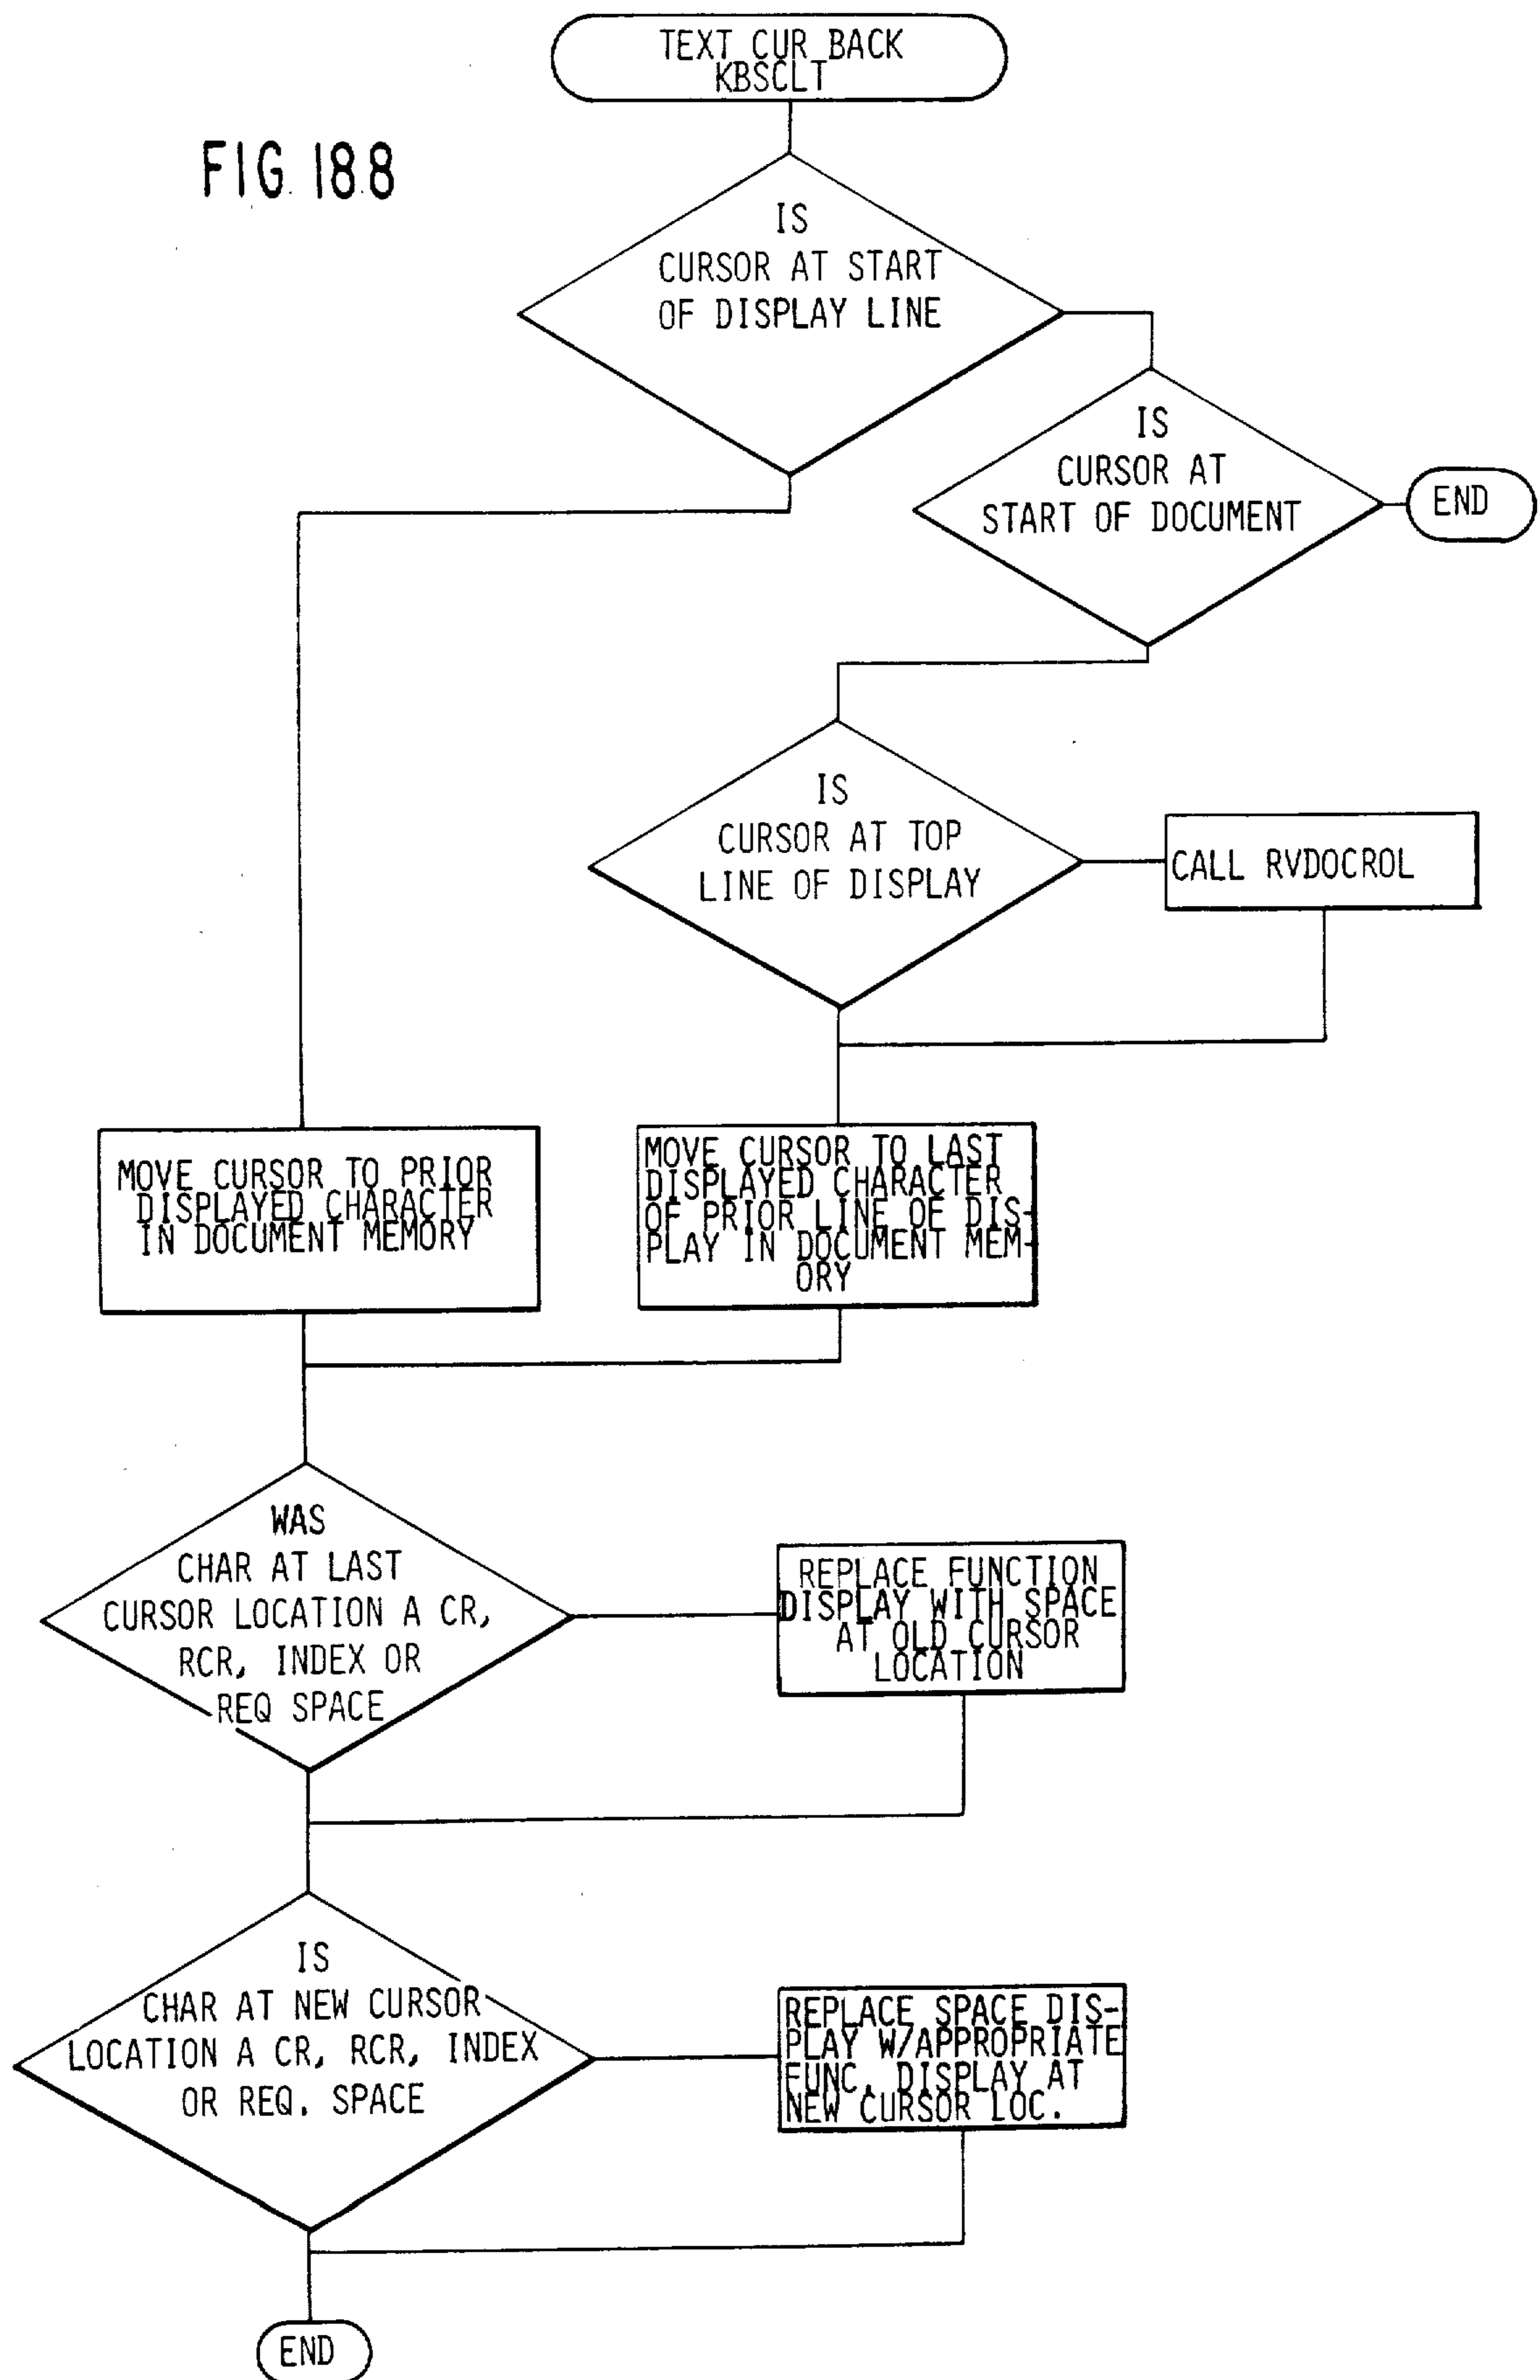 TEXT CUR BACK
KBSCLT
FIG. 188
IS
CURSOR AT START
OF DISPLAY LINE
IS
CURSOR AT
START OF DOCUMENT
END
IS
CURSOR AT TOP
LINE OF DISPLAY
CALL RVDOCROL
MOVE CURSOR TO PRIOR
DISPLAYED CHARACTER
IN DOCUMENT MEMORY
MOVE CURSOR TO LAST
DISPLAYED CHARACTER
OF PRIOR LINE OF DIS-
PLAY IN DOCUMENT MEM-
ORY
WAS
CHAR AT LAST
CURSOR LOCATION A CR,
RCR, INDEX OR
REQ SPACE
REPLACE FUNCTION
DISPLAY WITH SPACE
AT OLD CURSOR
LOCATION
IS
CHAR AT NEW CURSOR
LOCATION A CR, RCR, INDEX
OR REQ. SPACE
REPLACE SPACE DIS-
PLAY W/APPROPRIATE
FUNC. DISPLAY AT
NEW CURSOR LOC.
END